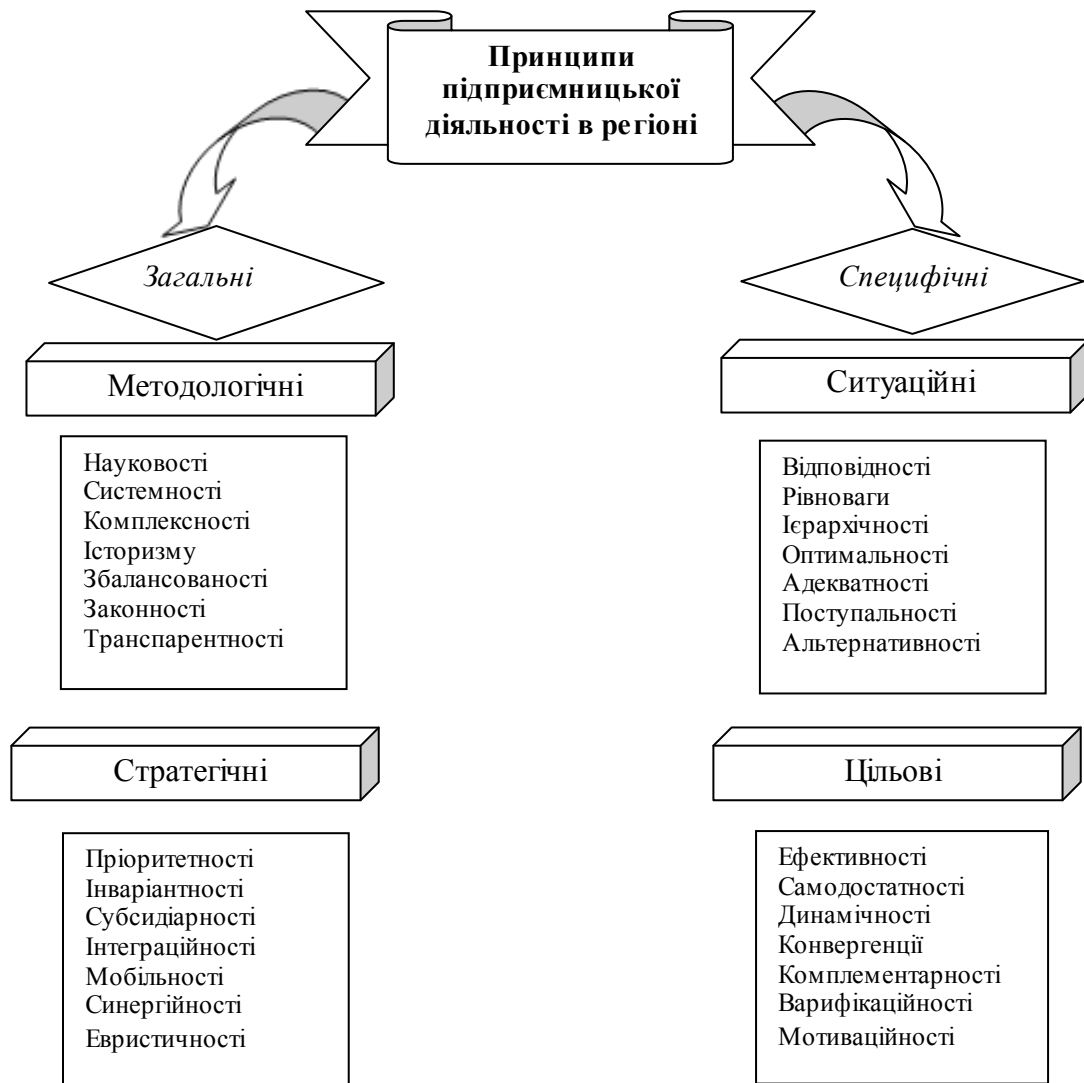 Принципи
підприємницької
діяльності в регіоні
Загальні
Специфічні
Методологічні
Ситуаційні
Науковості
Системності
Комплексності
Історизму
Збалансованості
Законності
Транспарентності
Відповідності
Рівноваги
Ієрархічності
Оптимальності
Адекватності
Поступальності
Альтернативності
Стратегічні
Цільові
Пріоритетності
Інваріантності
Субсидіарності
Інтеграційності
Мобільності
Синергійності
Евристичності
Ефективності
Самодостатності
Динамічності
Конвергенції
Комплементарності
Варифікаційності
Мотиваційності